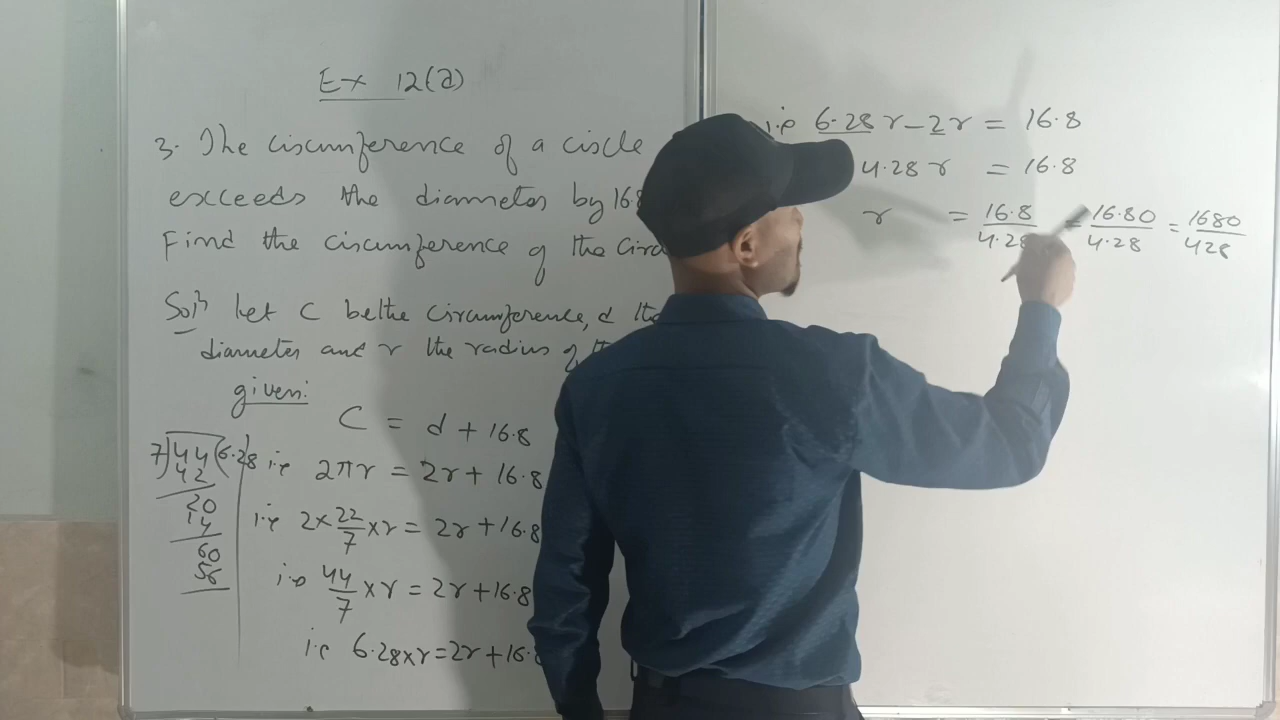 Ex 12(a)
3. The circumference of a circle
exceeds the diameter by 16.8
Find the circumference of the
Solⁿ Let C be the circumference, d the
diameter and r the radius of
given:
C = d + 16.8
i.e 2πr = 2r + 16.8
i.e 2 × 22/7 × r = 2r + 16.8
i.e 44/7 × r = 2r + 16.8
i.e 6.28 × r = 2r + 16.8
7)44(6.28
42
20
14
60
56
i.e 6.28 r - 2r = 16.8
4.28 r = 16.8
r = 16.8/4.28 = 16.80/4.28 = 1680/428